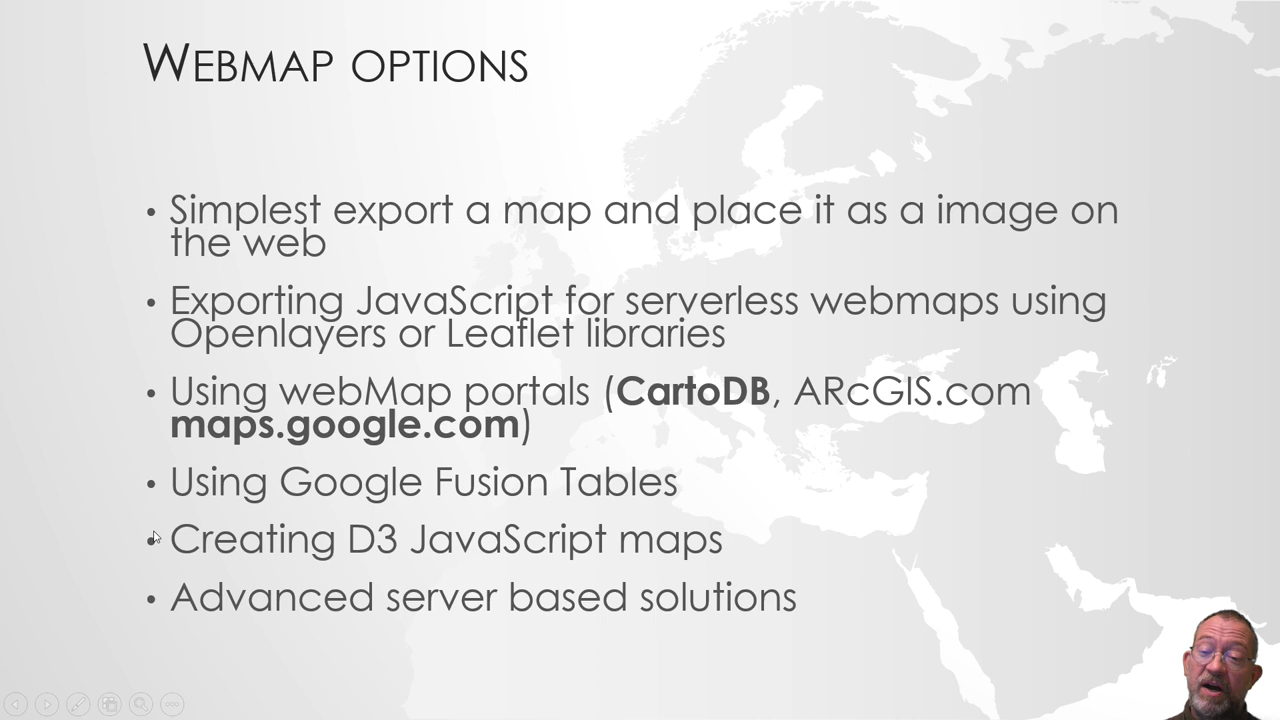 WEBMAP OPTIONS
• Simplest export a map and place it as a image on
the web
• Exporting JavaScript for serverless webmaps using
Openlayers or Leaflet libraries
• Using webMap portals (CartoDB, ARcGIS.com
maps.google.com)
• Using Google Fusion Tables
• Creating D3 JavaScript maps
• Advanced server based solutions